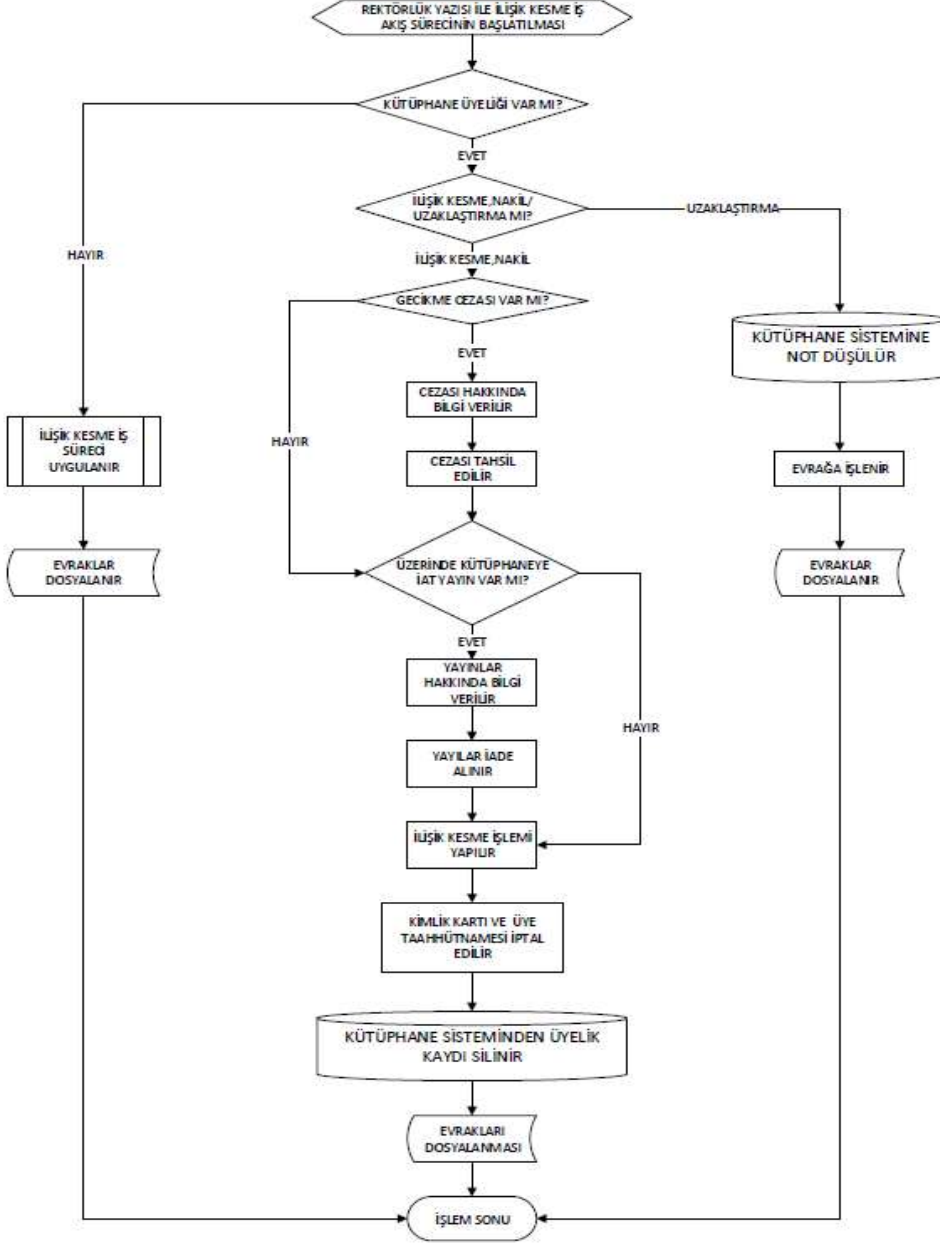 REKTÖRLÜK YAZISI İLE İLİŞİK KESME İŞ
AKIŞ SÜRECİNİN BAŞLATILMASI
KÜTÜPHANE ÜYELİĞİ VAR MI?
EVET
İLİŞİK KESME,NAKİL/
UZAKLAŞTIRMA MI?
UZAKLAŞTIRMA
HAYIR
İLİŞİK KESME,NAKİL
GECİKME CEZASI VAR MI?
KÜTÜPHANE SİSTEMİNE
NOT DÜŞÜLÜR
EVET
CEZASI HAKKINDA
BİLGİ VERİLİR
HAYIR
İLİŞİK KESME İŞ
SÜRECİ
UYGULANIR
CEZASI TAHSİL
EDİLİR
EVRAĞA İŞLENİR
EVRAKLAR
DOSYALANIR
ÜZERİNDE KÜTÜPHANEYE
İAT YAYIN VAR MI?
EVRAKLAR
DOSYALANIR
EVET
YAYINLAR
HAKKINDA BİLGİ
VERİLİR
HAYIR
YAYILAR İADE
ALINIR
İLİŞİK KESME İŞLEMİ
YAPILIR
KİMLİK KARTI VE ÜYE
TAAHHÜTNAMESİ İPTAL
EDİLİR
KÜTÜPHANE SİSTEMİNDEN ÜYELİK
KAYDI SİLİNİR
EVRAKLARI
DOSYALANMASI
İŞLEM SONU